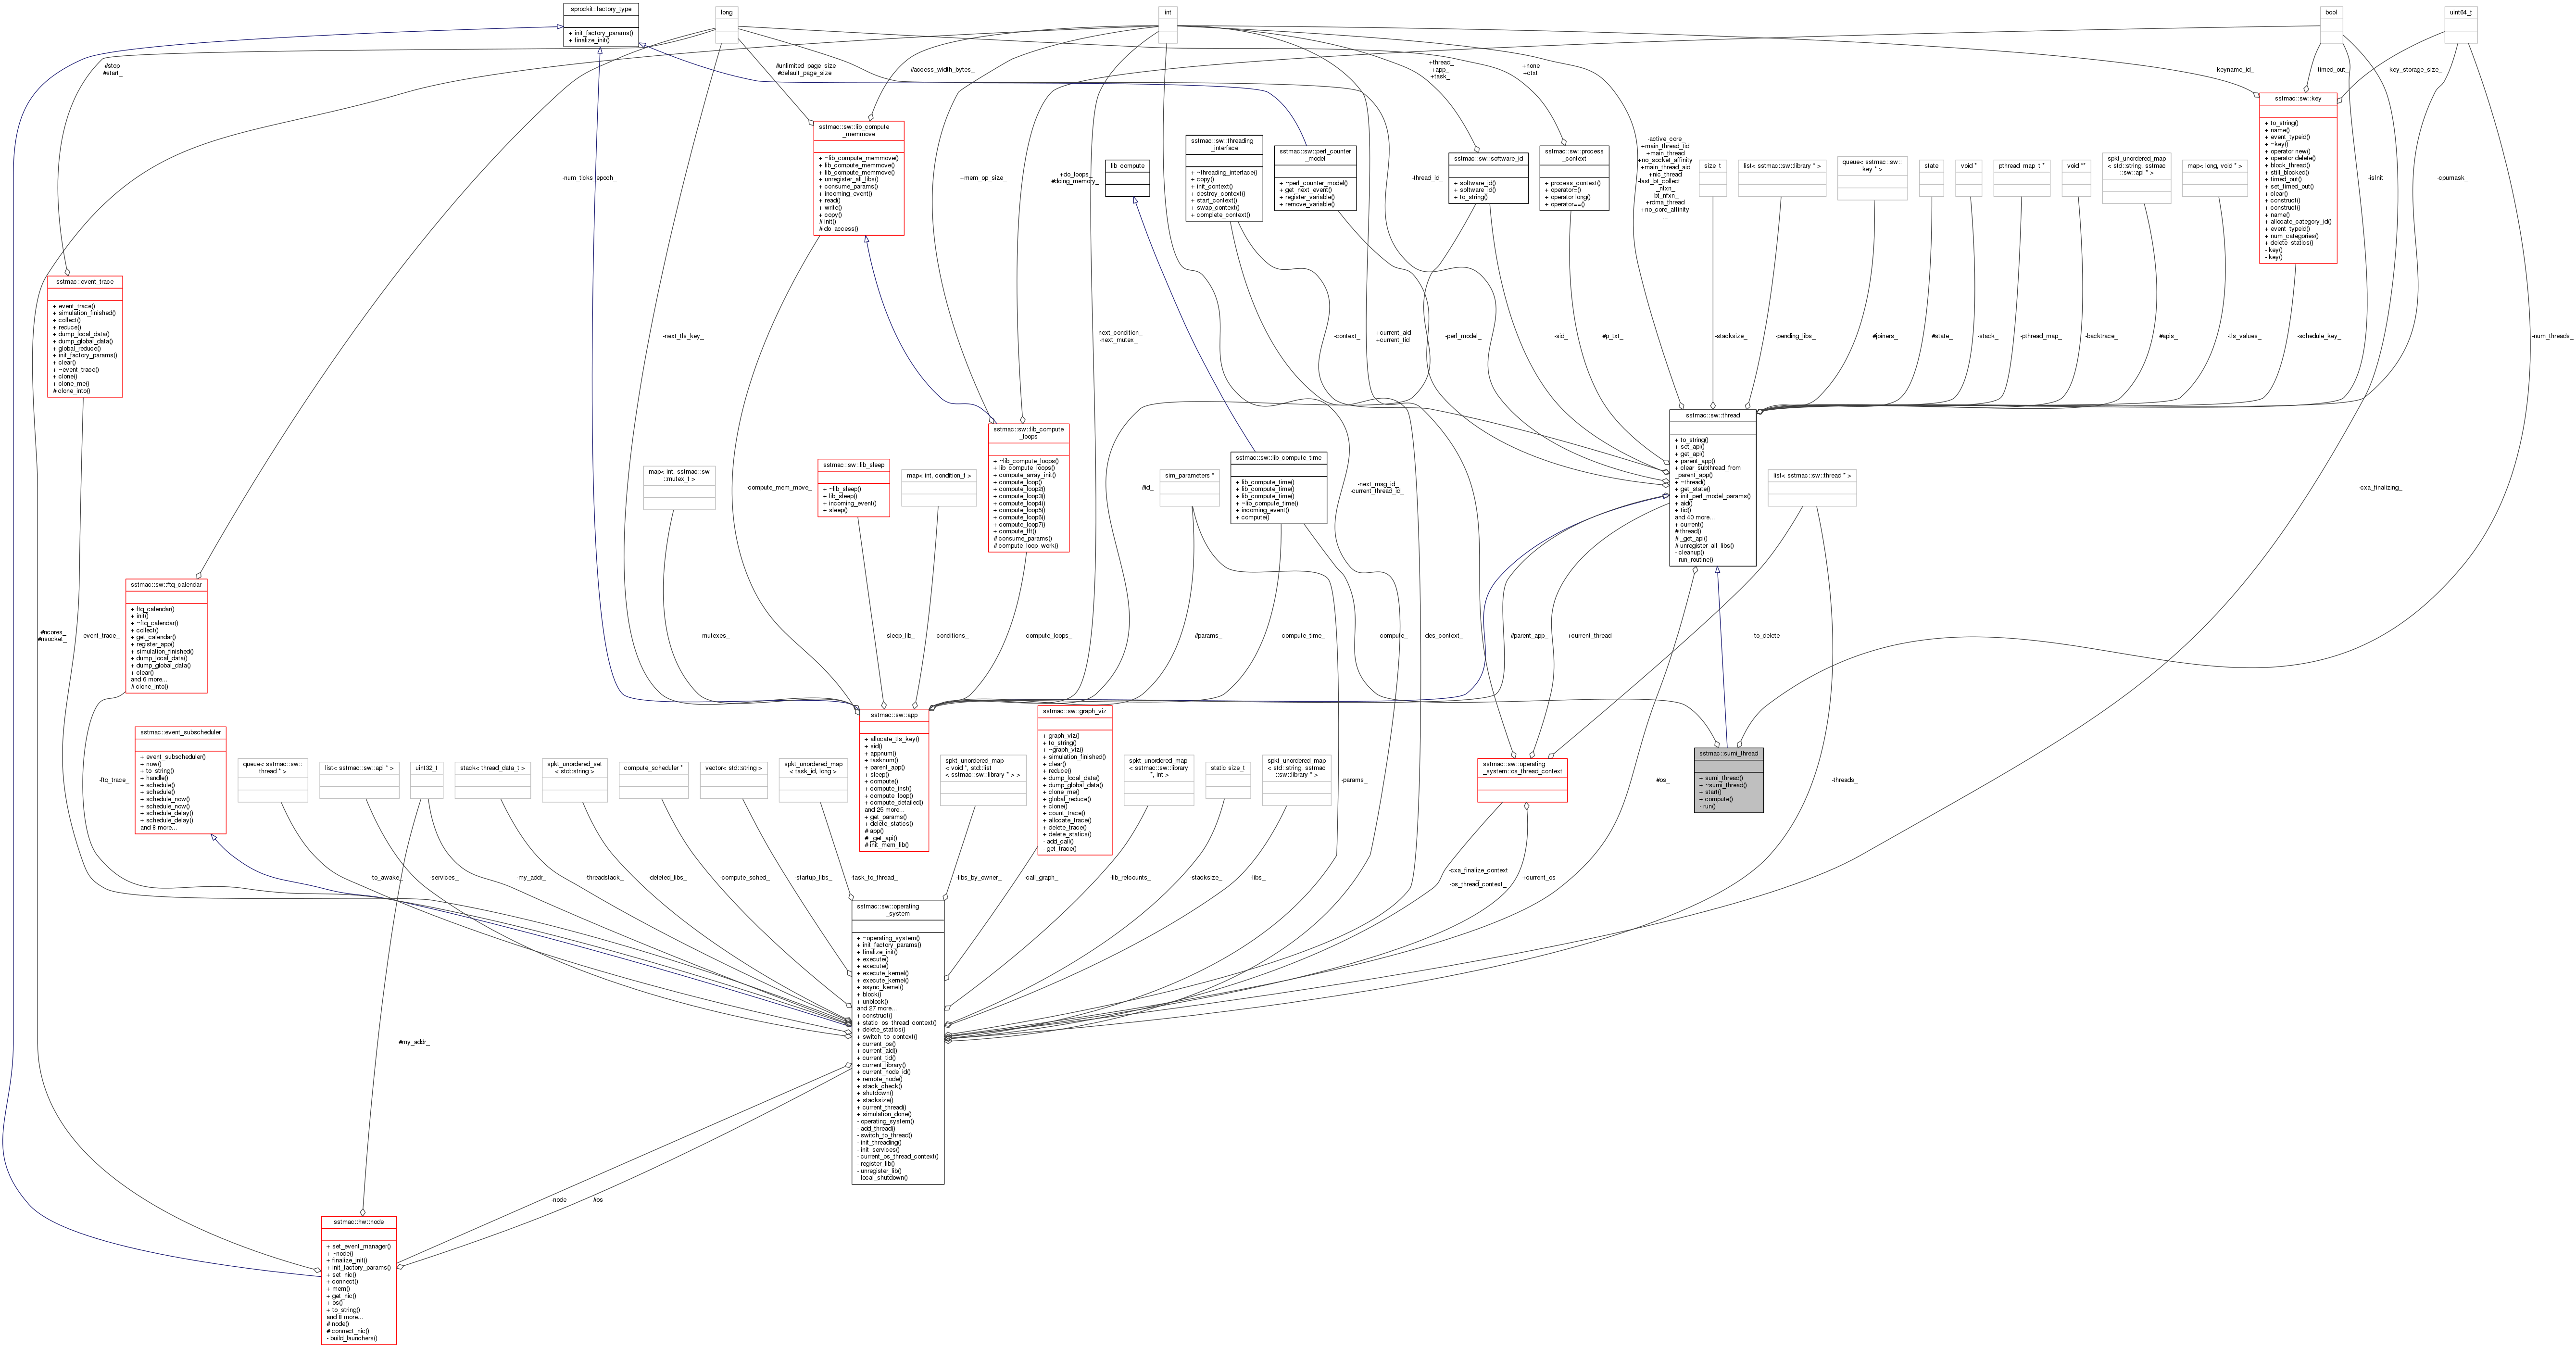 sprockit::factory_type
+ init_factory_params()
+ finalize_init()
long
int
bool
uint64_t
#stop_
#start_
#unlimited_page_size
#default_page_size
#access_width_bytes_
+thread_
+app_
+task_
+none
+ctxt
-keyname_id_
-timed_out_
-key_storage_size_
sstmac::sw::key
+ to_string()
+ name()
+ event_typeid()
+ ~key()
+ operator new()
+ operator delete()
+ block_thread()
+ still_blocked()
+ timed_out()
+ set_timed_out()
+ clear()
+ construct()
+ construct()
+ name()
+ allocate_category_id()
+ event_typeid()
+ num_categories()
+ delete_statics()
- key()
- key()
sstmac::sw::lib_compute
_memmove
+ ~lib_compute_memmove()
+ lib_compute_memmove()
+ lib_compute_memmove()
+ unregister_all_libs()
+ consume_params()
+ incoming_event()
+ read()
+ write()
+ copy()
# init()
# do_access()
sstmac::sw::threading
_interface
+ ~threading_interface()
+ copy()
+ init_context()
+ destroy_context()
+ start_context()
+ swap_context()
+ complete_context()
sstmac::sw::perf_counter
_model
+ ~perf_counter_model()
+ get_next_event()
+ register_variable()
+ remove_variable()
sstmac::sw::software_id
+ software_id()
+ software_id()
+ to_string()
sstmac::sw::process
_context
+ process_context()
+ operator=()
+ operator long()
+ operator==()
lib_compute
-active_core_
+main_thread_tid
+main_thread
+no_socket_affinity
+main_thread_aid
+nic_thread
-last_bt_collect
_nfxn_
-bt_nfxn_
+rdma_thread
+no_core_affinity
...
size_t
list< sstmac::sw::library * >
queue< sstmac::sw::
key * >
state
void *
pthread_map_t *
void **
spkt_unordered_map
< std::string, sstmac
::sw::api * >
map< long, void * >
-num_ticks_epoch_
+mem_op_size_
+do_loops_
#doing_memory_
-thread_id_
-isInit
-cpumask_
sstmac::event_trace
+ event_trace()
+ simulation_finished()
+ collect()
+ reduce()
+ dump_local_data()
+ dump_global_data()
+ global_reduce()
+ init_factory_params()
+ clear()
+ ~event_trace()
+ clone()
+ clone_me()
# clone_into()
-next_tls_key_
-next_condition_
-next_mutex_
-context_
+current_aid
+current_tid
-perf_model_
-sid_
#p_txt_
-stacksize_
-pending_libs_
#joiners_
#state_
-stack_
-pthread_map_
-backtrace_
#apis_
-tls_values_
-schedule_key_
-num_threads_
sstmac::sw::thread
+ to_string()
+ set_api()
+ get_api()
+ parent_app()
+ clear_subthread_from
_parent_app()
+ ~thread()
+ get_state()
+ init_perf_model_params()
+ aid()
+ tid()
and 40 more...
+ current()
# thread()
# _get_api()
# unregister_all_libs()
- cleanup()
- run_routine()
sstmac::sw::lib_compute
_loops
+ ~lib_compute_loops()
+ lib_compute_loops()
+ compute_array_init()
+ compute_loop()
+ compute_loop2()
+ compute_loop3()
+ compute_loop4()
+ compute_loop5()
+ compute_loop6()
+ compute_loop7()
+ compute_fft()
# consume_params()
# compute_loop_work()
map< int, sstmac::sw
::mutex_t >
-compute_mem_move_
sstmac::sw::lib_sleep
+ ~lib_sleep()
+ lib_sleep()
+ incoming_event()
+ sleep()
map< int, condition_t >
#id_
sim_parameters *
sstmac::sw::lib_compute_time
+ lib_compute_time()
+ lib_compute_time()
+ lib_compute_time()
+ ~lib_compute_time()
+ incoming_event()
+ compute()
-next_msg_id_
-current_thread_id_
list< sstmac::sw::thread * >
-cxa_finalizing_
sstmac::sw::ftq_calendar
+ ftq_calendar()
+ init()
+ ~ftq_calendar()
+ collect()
+ get_calendar()
+ register_app()
+ simulation_finished()
+ dump_local_data()
+ dump_global_data()
+ clear()
and 6 more...
# clone_into()
#ncores_
#nsocket_
-event_trace_
-mutexes_
-sleep_lib_
-conditions_
-compute_loops_
#params_
-compute_time_
-compute_
-des_context_
#parent_app_
+current_thread
+to_delete
sstmac::sw::app
+ allocate_tls_key()
+ sid()
+ appnum()
+ tasknum()
+ parent_app()
+ sleep()
+ compute()
+ compute_inst()
+ compute_loop()
+ compute_detailed()
and 25 more...
+ get_params()
+ delete_statics()
# app()
# _get_api()
# init_mem_lib()
sstmac::sw::graph_viz
+ graph_viz()
+ to_string()
+ ~graph_viz()
+ simulation_finished()
+ clear()
+ reduce()
+ dump_local_data()
+ dump_global_data()
+ clone_me()
+ global_reduce()
+ clone()
+ count_trace()
+ allocate_trace()
+ delete_trace()
+ delete_statics()
- add_call()
- get_trace()
sstmac::event_subscheduler
+ event_subscheduler()
+ now()
+ to_string()
+ handle()
+ schedule()
+ schedule()
+ schedule_now()
+ schedule_now()
+ schedule_delay()
+ schedule_delay()
and 8 more...
-ftq_trace_
queue< sstmac::sw::
thread * >
list< sstmac::sw::api * >
uint32_t
stack< thread_data_t >
spkt_unordered_set
< std::string >
compute_scheduler *
vector< std::string >
spkt_unordered_map
< task_id, long >
spkt_unordered_map
< void *, std::list
< sstmac::sw::library * > >
spkt_unordered_map
< sstmac::sw::library
*, int >
static size_t
spkt_unordered_map
< std::string, sstmac
::sw::library * >
-params_
sstmac::sw::operating
_system::os_thread_context
#os_
sstmac::sumi_thread
+ sumi_thread()
+ ~sumi_thread()
+ start()
+ compute()
- run()
-threads_
-to_awake_
-services_
-my_addr_
-threadstack_
-deleted_libs_
-compute_sched_
-startup_libs_
-task_to_thread_
-libs_by_owner_
-call_graph_
-lib_refcounts_
-stacksize_
-libs_
-cxa_finalize_context
_
-os_thread_context_
+current_os
sstmac::sw::operating
_system
+ ~operating_system()
+ init_factory_params()
+ finalize_init()
+ execute()
+ execute()
+ execute_kernel()
+ execute_kernel()
+ async_kernel()
+ block()
+ unblock()
and 27 more...
+ construct()
+ static_os_thread_context()
+ delete_statics()
+ switch_to_context()
+ current_os()
+ current_aid()
+ current_tid()
+ current_library()
+ current_node_id()
+ remote_node()
+ stack_check()
+ shutdown()
+ stacksize()
+ current_thread()
+ simulation_done()
- operating_system()
- add_thread()
- switch_to_thread()
- init_threading()
- init_services()
- current_os_thread_context()
- register_lib()
- unregister_lib()
- local_shutdown()
#my_addr_
-node_
#os_
sstmac::hw::node
+ set_event_manager()
+ ~node()
+ finalize_init()
+ init_factory_params()
+ set_nic()
+ connect()
+ mem()
+ get_nic()
+ os()
+ to_string()
and 8 more...
# node()
# connect_nic()
- build_launchers()